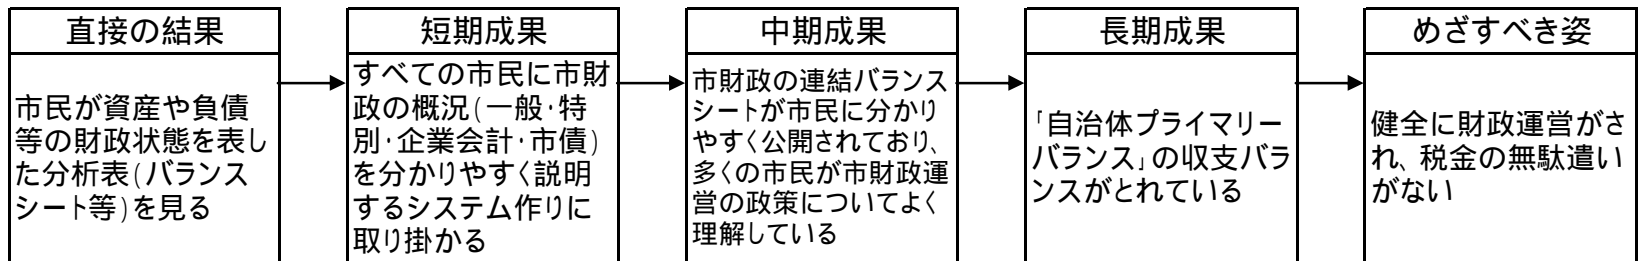 直接の結果
市民が資産や負債
等の財政状態を表し
た分析表(バランス
シート等)を見る
短期成果
すべての市民に市財
政の概況(一般・特
別・企業会計・市債)
を分かりやすく説明
するシステム作りに
取り掛かる
中期成果
市財政の連結バランス
シートが市民に分かり
やすく公開されており、
多くの市民が市財政運
営の政策についてよく
理解している
長期成果
「自治体プライマリー
バランス」の収支バラ
ンスがとれている
めざすべき姿
健全に財政運営がさ
れ、税金の無駄遣い
がない